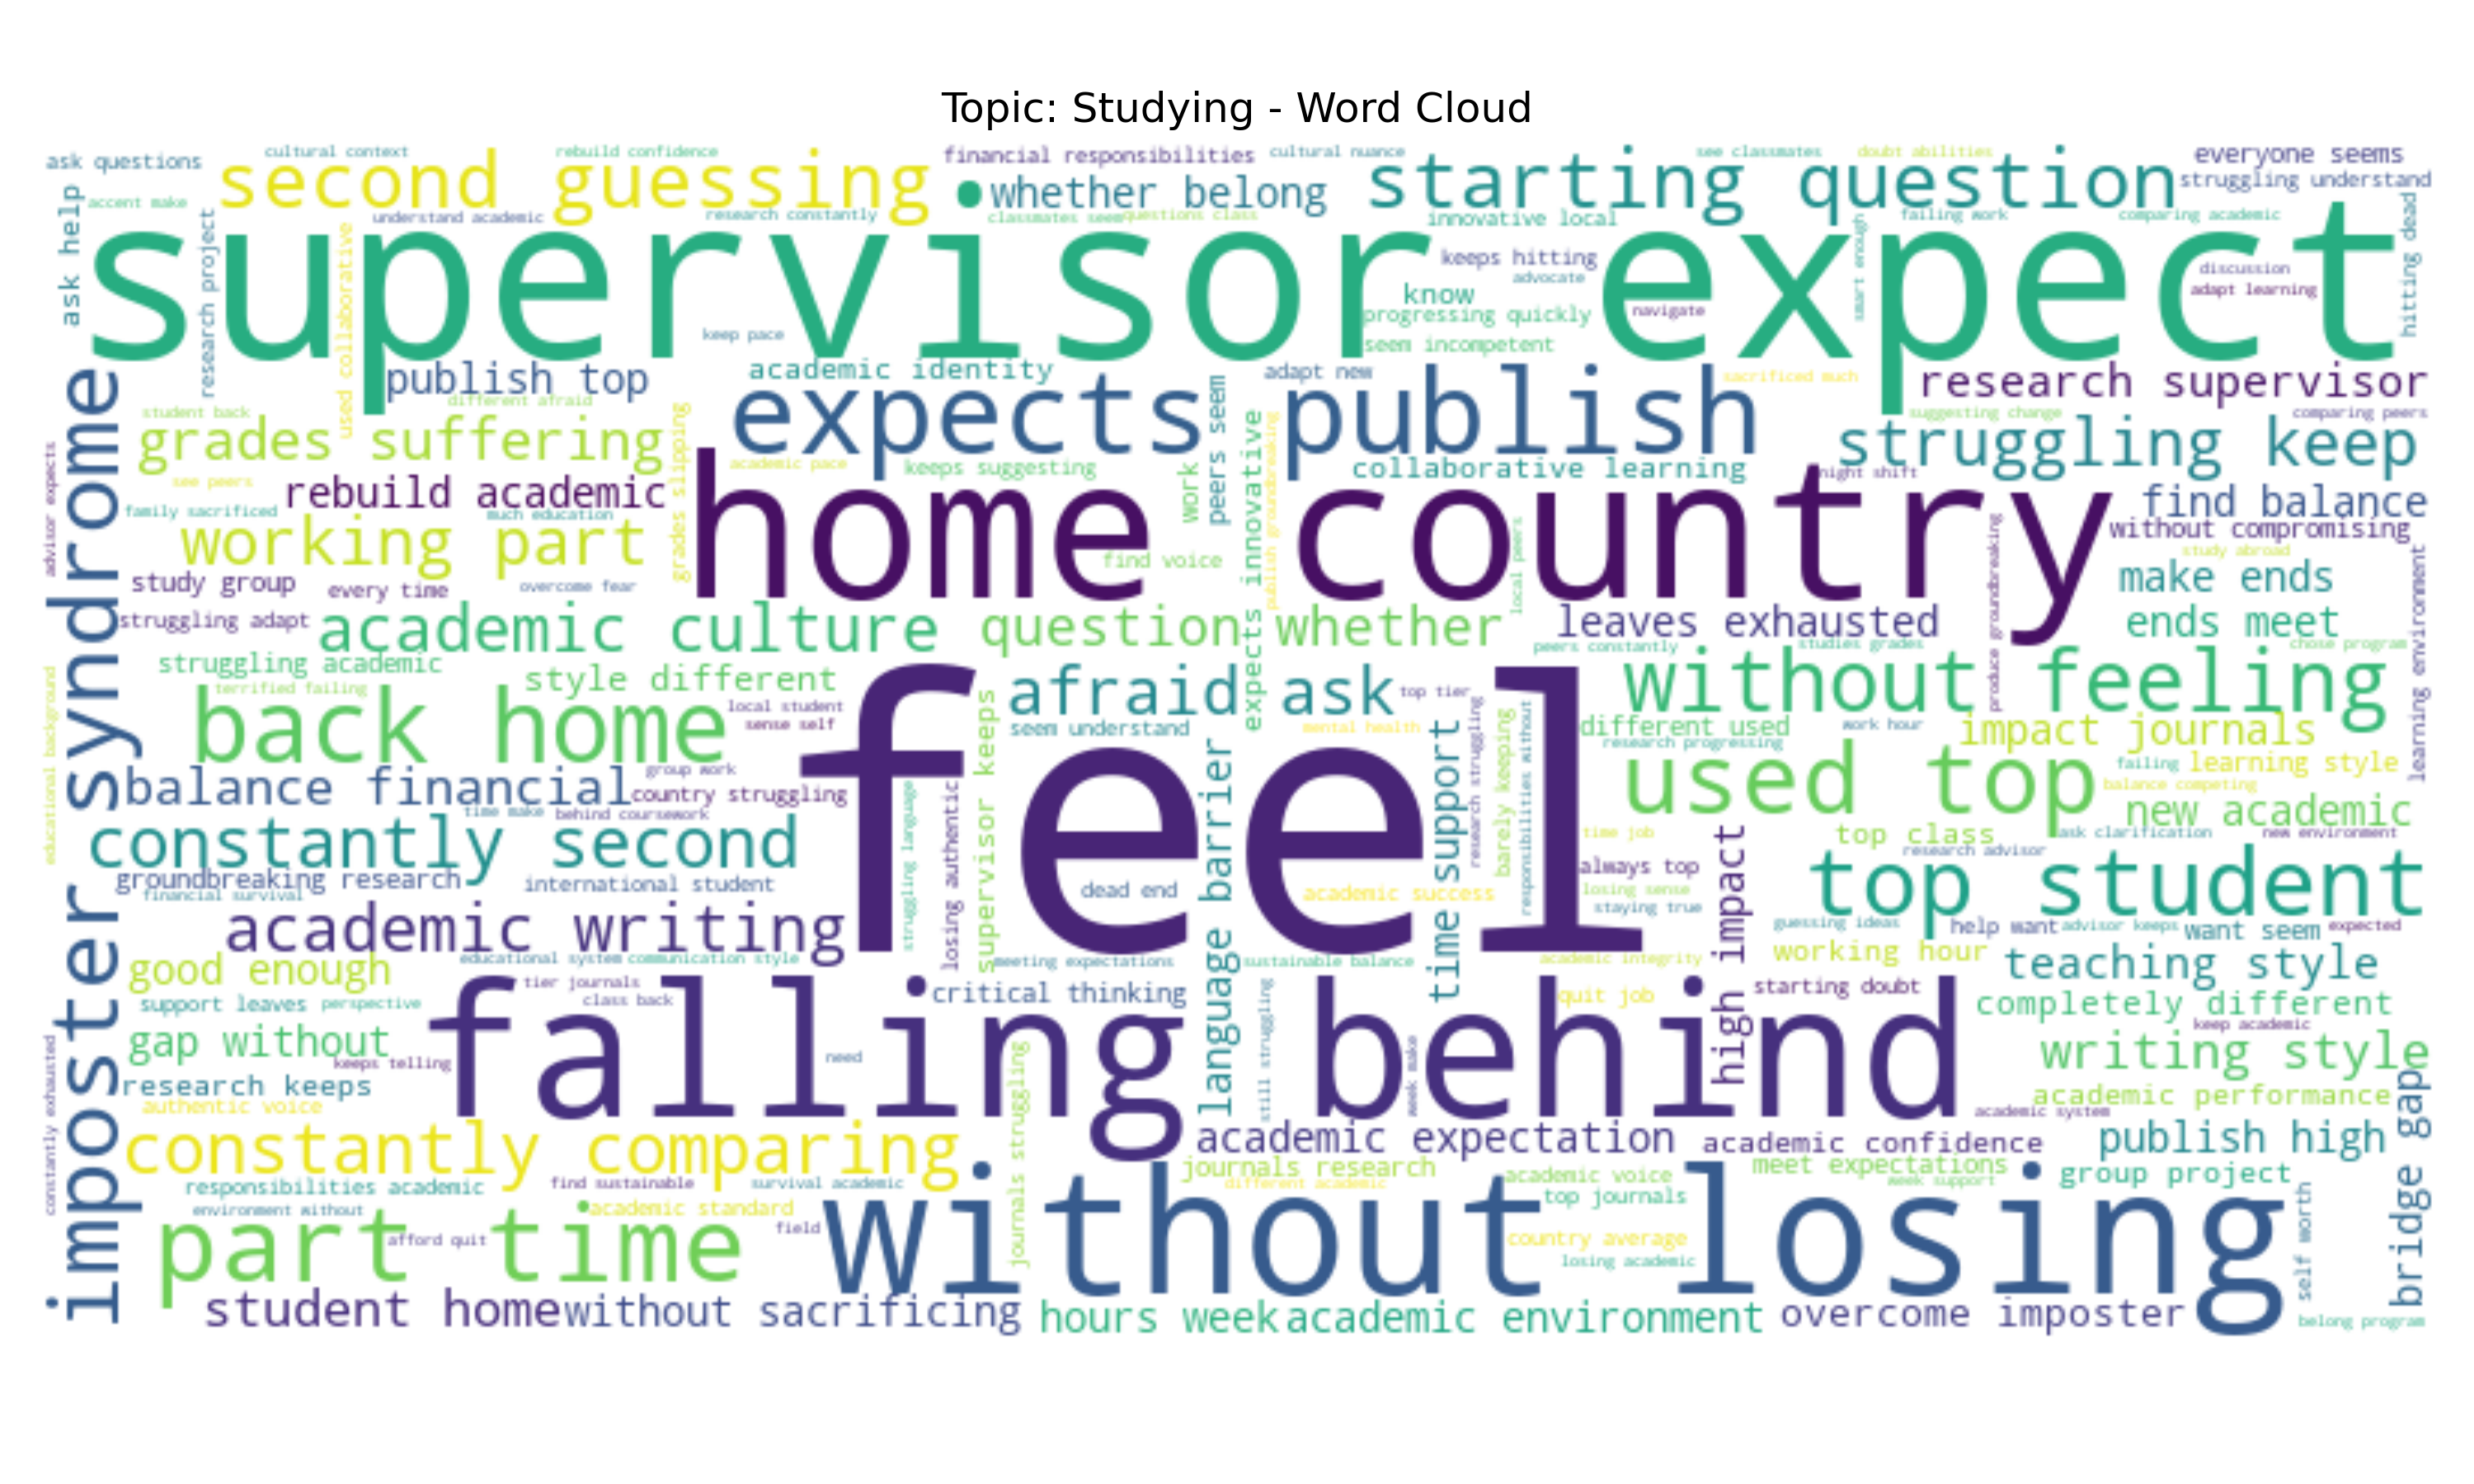 Topic: Studying - Word Cloud
ask questions
cultural context
rebuild confidence
financial responsibilities
cultural nuance
see classmates
doubt abilities
everyone seems
second guessing
whether belong
starting question
struggling understand
ask help
accent make
research project
understand academic
used collaborative
research constantly
classmates seem
questions class
innovative local
failing work
comparing academic
hitting dead
supervisor expect
keeps hitting
advocate
know
progressing quickly
seem incompetent
navigate
smart enough
discussion
adapt learning
keep pace
publish top
academic identity
adapt new
sacrificed much
research supervisor
imposter syndrome
student back
different afraid
expects publish
peers seem
suggesting change
comparing peers
grades suffering
grades slipping
academic pace
keeps suggesting
collaborative learning
struggling keep
advisor expects
see peers
rebuild academic
work
expects innovative
publish groundbreaking
night shift
find balance
home country
family sacrificed
much education
working part
local peers
produce groundbreaking
without compromising
study abroad
learning environment
find voice
study group
every time
overcome fear
make ends
struggling adapt
academic culture
question whether
leaves exhausted
ends meet
struggling academic
style different
peers constantly
studies grades
chose program
educational background
terrified failing
feel
afraid ask
top tier
without feeling
back home
local student
sense self
supervisor keeps
seem understand
mental health
time support
research struggling
barely keeping
responsibilities without
different used
work hour
impact journals
research progressing
language barrier
balance financial
group work
country struggling
used top
failing
learning style
balance competing
time make
behind coursework
struggling language
losing authentic
new academic
constantly second
time job
top class
ask clarification
new environment
high impact
research advisor
groundbreaking research
international student
financial survival
dead end
academic success
always top
losing sense
staying true
top student
academic writing
guessing ideas
help want
advisor keeps
want seem
expected
good enough
educational system
communication style
meeting expectations
sustainable balance
academic integrity
working hour
teaching style
support leaves
perspective
tier journals
class back
critical thinking
still struggling
quit job
starting doubt
completely different
falling behind
gap without
keeps telling
need
week make
keep academic
writing style
constantly exhausted
research keeps
authentic voice
journals struggling
academic performance
academic system
bridge gap
constantly comparing
academic expectation
academic confidence
publish high
responsibilities academic
find sustainable
survival academic
journals research
different academic
academic voice
top journals
meet expectations
week support
group project
environment without
academic standard
part time
afford quit
field
without losing
country average
losing academic
self worth
student home
without sacrificing
hours week
academic environment
overcome imposter
belong program